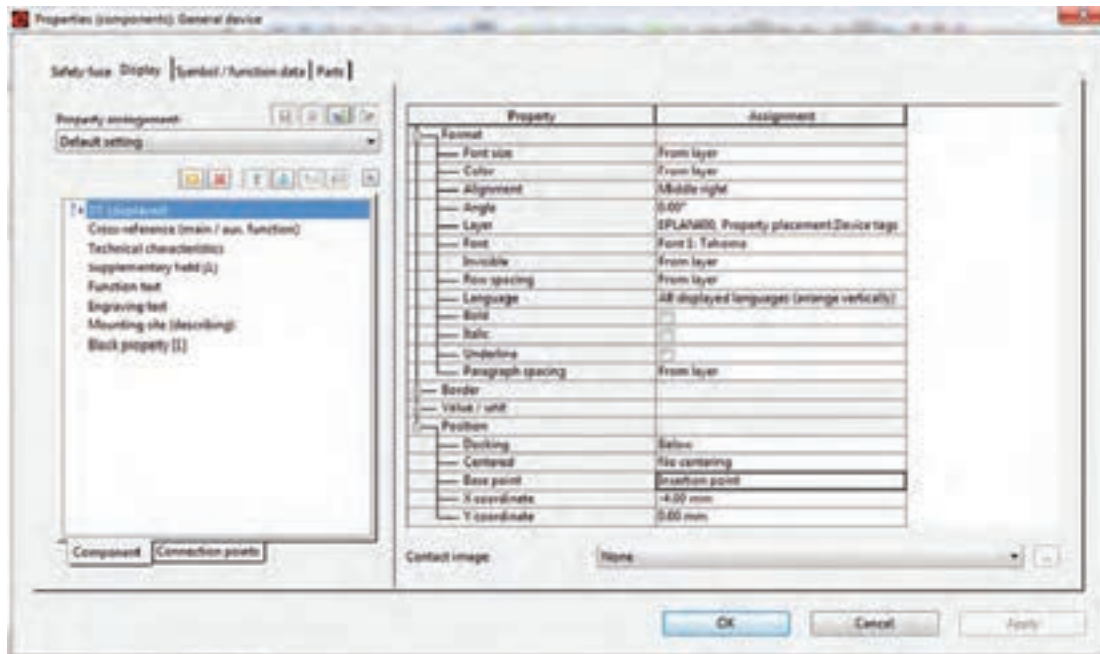 Properties (components): General device
Safety fuse Display Symbol / function data Parts
Property arrangement:
Default setting
DT (displayed)
Cross-reference (main / aux. function)
Technical characteristics
Supplementary field [1]
Function text
Engraving text
Mounting site (describing)
Block property [1]
Component Connection points
Property Assignment
Format
Font size From layer
Color From layer
Alignment Middle right
Angle 0.00°
Layer EPLAN400, Property placement.Device tags
Font Font 1: Tahoma
Invisible From layer
Row spacing From layer
Language All displayed languages (arrange vertically)
Bold
Italic
Underline
Paragraph spacing From layer
Border
Value / unit
Position
Docking Below
Centered No centering
Base point Insertion point
X coordinate -4.00 mm
Y coordinate 0.00 mm
Contact image: None
OK Cancel Apply